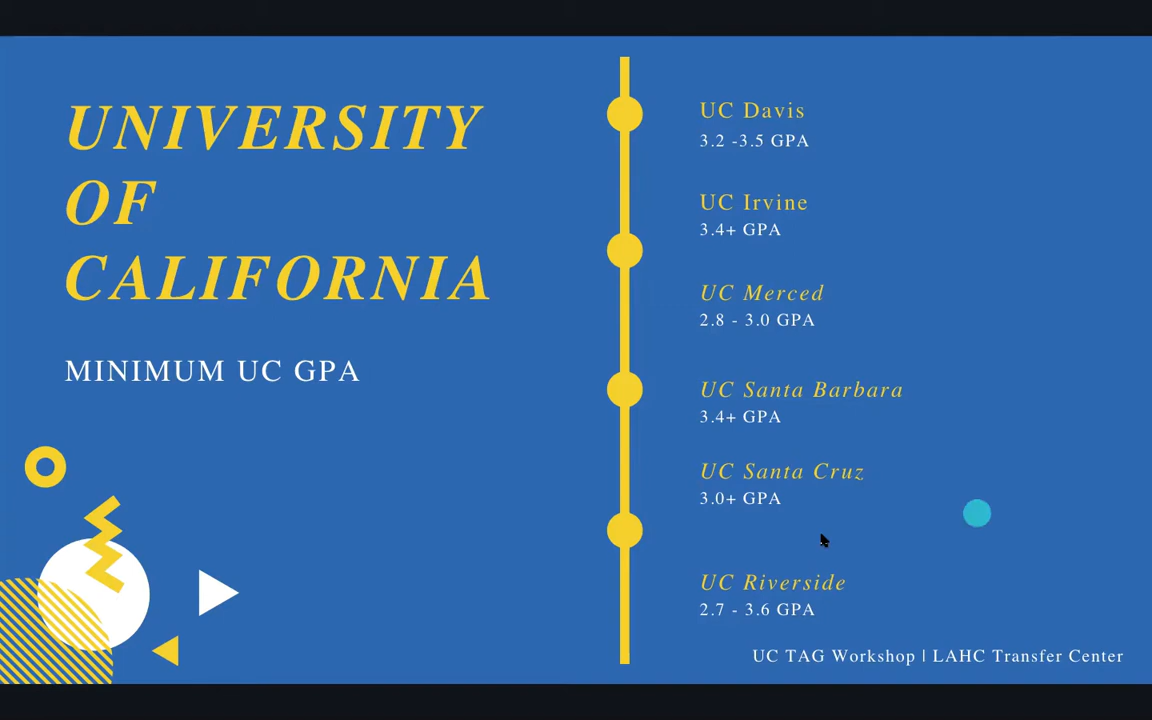 UNIVERSITY
OF
CALIFORNIA
MINIMUM UC GPA
UC Davis
3.2 -3.5 GPA
UC Irvine
3.4+ GPA
UC Merced
2.8 - 3.0 GPA
UC Santa Barbara
3.4+ GPA
UC Santa Cruz
3.0+ GPA
UC Riverside
2.7 - 3.6 GPA
UC TAG Workshop | LAHC Transfer Center